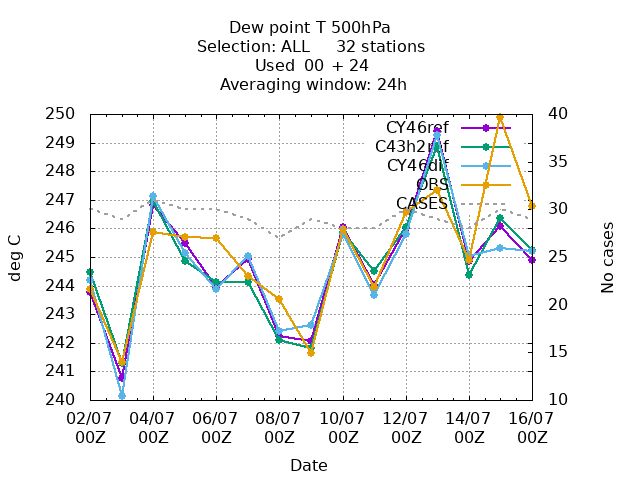 Dew point T 500hPa
Selection: ALL 32 stations
Used 00 + 24
Averaging window: 24h
250
249
248
247
246
245
244
243
242
241
240
deg C
40
35
30
25
20
15
10
No cases
CY46ref
C43h2ref
CY46dlf
OBS
CASES
02/07 04/07 06/07 08/07 10/07 12/07 14/07 16/07
00Z 00Z 00Z 00Z 00Z 00Z 00Z 00Z
Date